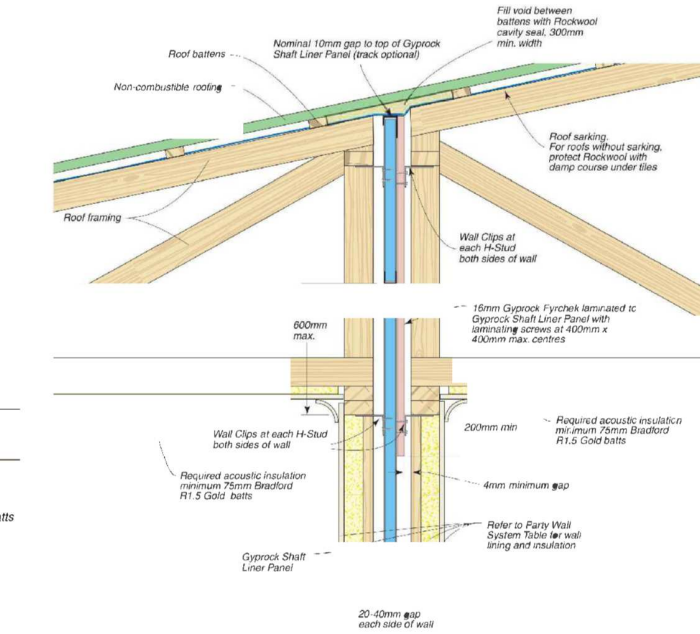 Fill void between
battens with Rockwool
cavity seal, 300mm
min. width
Nominal 10mm gap to top of Gyprock
Shaft Liner Panel (track optional)
Roof battens
Non-combustible roofing
Roof sarking.
For roofs without sarking,
protect Rockwool with
damp course under tiles
Roof framing
Wall Clips at
each H-Stud
both sides of wall
16mm Gyprock Fyrchek laminated to
Gyprock Shaft Liner Panel with
laminating screws at 400mm x
400mm max. centres
600mm
max.
200mm min
Required acoustic insulation
minimum 75mm Bradford
R1.5 Gold batts
Wall Clips at each H-Stud
both sides of wall
Required acoustic insulation
minimum 75mm Bradford
R1.5 Gold batts
4mm minimum gap
tts
Refer to Party Wall
System Table for wall
lining and insulation
Gyprock Shaft
Liner Panel
20-40mm gap
each side of wall